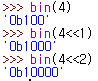 >>> bin(4)
'0b100'
>>> bin(4<<1)
'0b1000'
>>> bin(4<<2)
'0b10000'